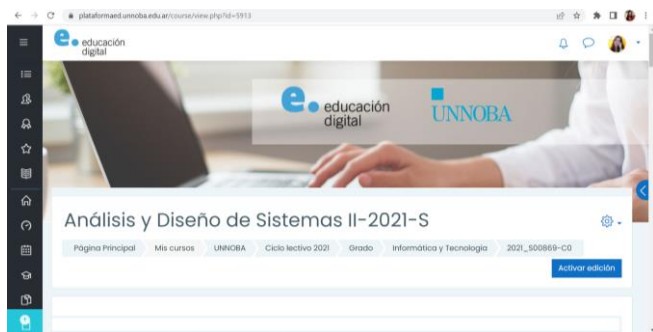 plataformaed.unnoba.edu.ar/course/view.php?id=5913
e. educación
digital
e. educación
digital
UNNOBA
Análisis y Diseño de Sistemas II-2021-S
Página Principal Mis cursos UNNOBA Ciclo lectivo 2021 Grado Informática y Tecnología 2021_S00869-C0
Activar edición